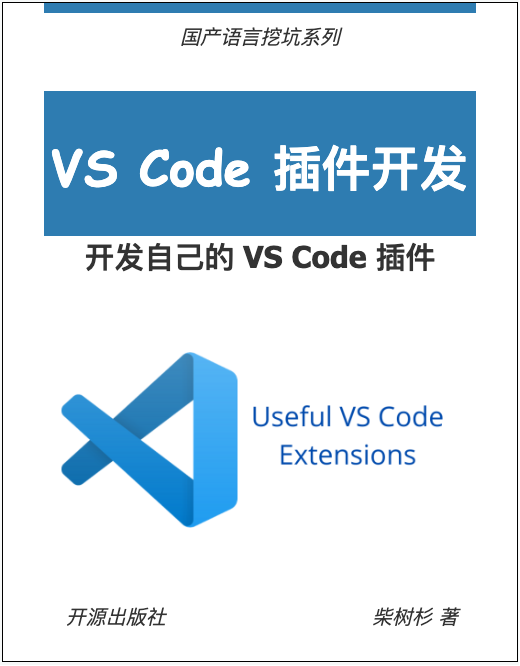 国产语言挖坑系列
VS Code 插件开发
开发自己的 VS Code 插件
Useful VS Code
Extensions
开源出版社
柴树杉 著